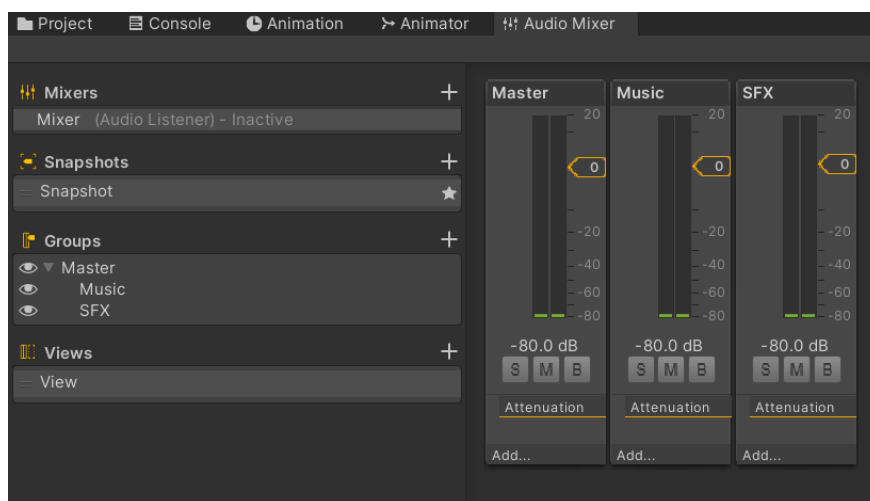 Project Console Animation Animator Audio Mixer
Mixers
Mixer (Audio Listener) - Inactive
Snapshots
Snapshot
Groups
Master
Music
SFX
Views
View
Master Music SFX
20 20 20
0 0 0
-20 -20 -20
-40 -40 -40
-60 -60 -60
-80 -80 -80
-80.0 dB -80.0 dB -80.0 dB
S M B S M B S M B
Attenuation Attenuation Attenuation
Add... Add... Add...